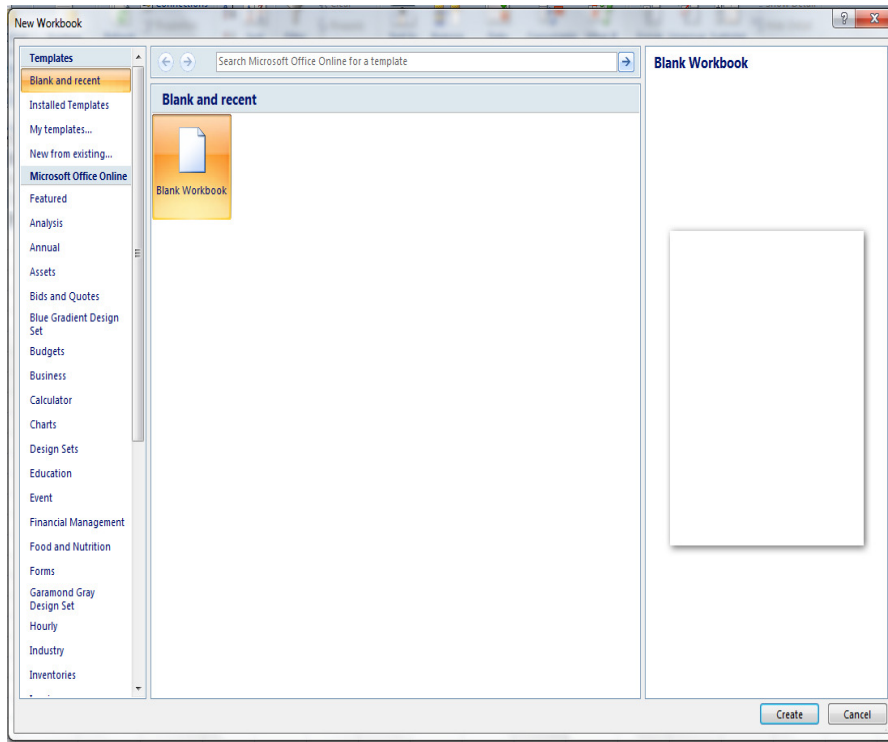 Connections
New Workbook
Templates
Blank and recent
Installed Templates
My templates...
New from existing...
Microsoft Office Online
Featured
Analysis
Annual
Assets
Bids and Quotes
Blue Gradient Design
Set
Budgets
Business
Calculator
Charts
Design Sets
Education
Event
Financial Management
Food and Nutrition
Forms
Garamond Gray
Design Set
Hourly
Industry
Inventories
Search Microsoft Office Online for a template
Blank and recent
Blank Workbook
Blank Workbook
Create
Cancel